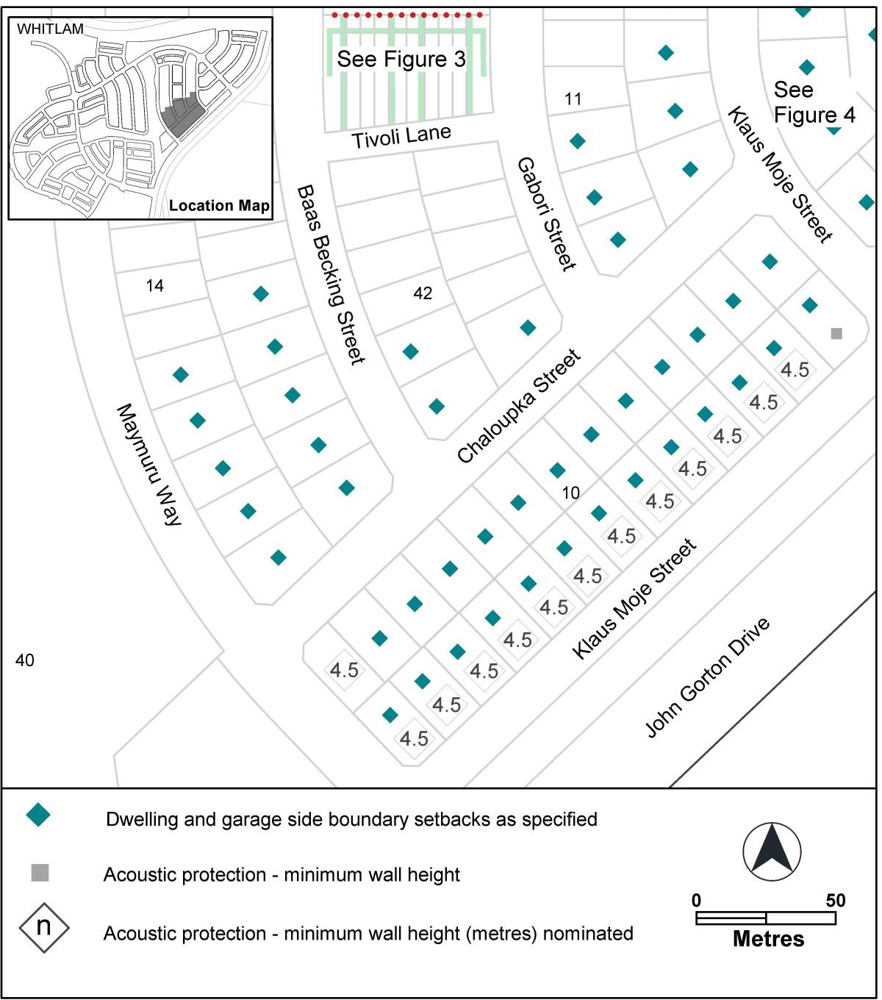 WHITLAM
Location Map
See Figure 3
See
Figure 4
11
Tivoli Lane
Klaus Moje Street
Gabori Street
Baas Becking Street
14
42
Chaloupka Street
Maymuru Way
4.5
4.5
4.5
4.5
4.5
10
4.5
4.5
4.5
4.5
4.5
4.5
4.5
4.5
Klaus Moje Street
John Gorton Drive
40
Dwelling and garage side boundary setbacks as specified
Acoustic protection - minimum wall height
n
Acoustic protection - minimum wall height (metres) nominated
0 50
Metres